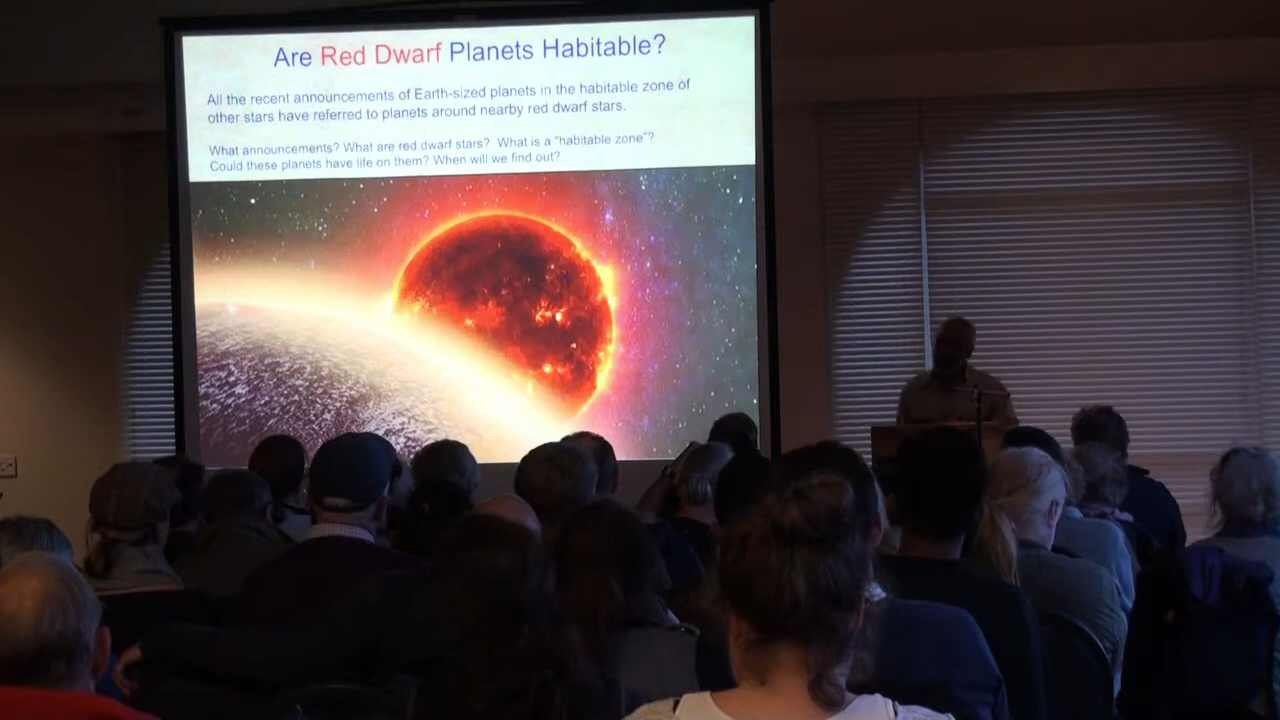 Are Red Dwarf Planets Habitable?
All the recent announcements of Earth-sized planets in the habitable zone of
other stars have referred to planets around nearby red dwarf stars.
What announcements? What are red dwarf stars? What is a "habitable zone"?
Could these planets have life on them? When will we find out?